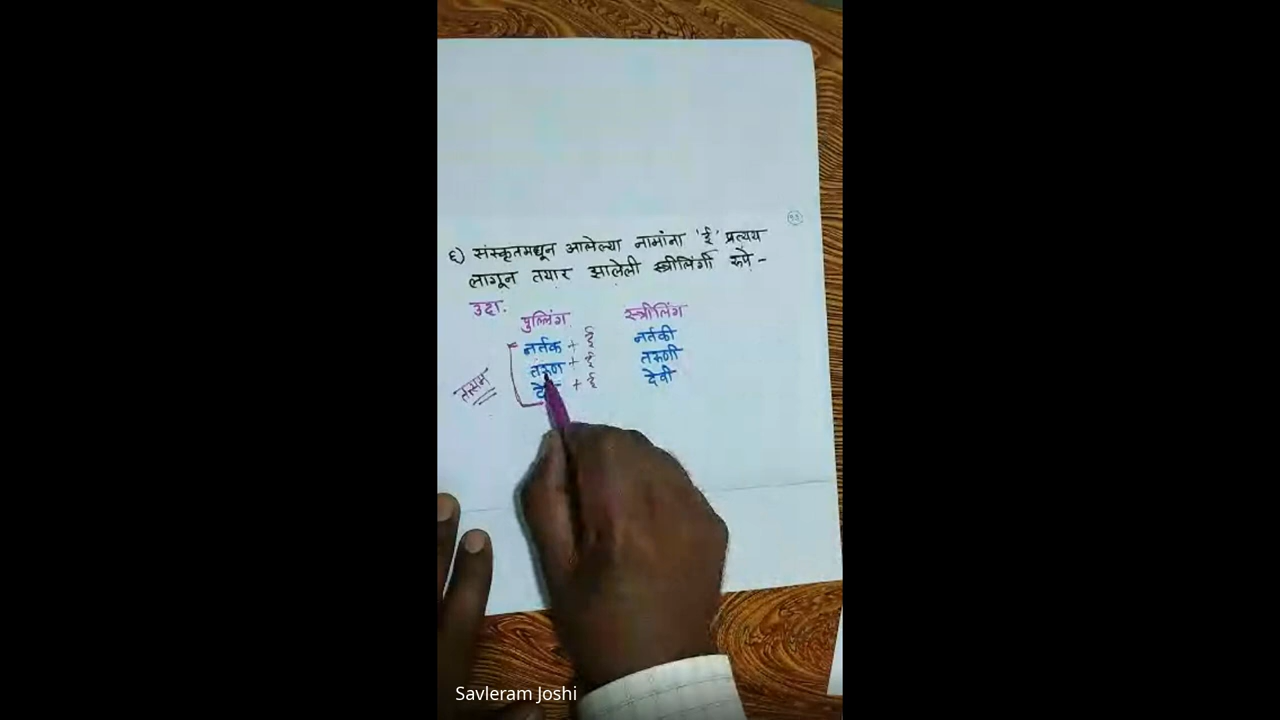 ६) संस्कृतमधून आलेल्या नामांना 'ई' प्रत्यय
लागून तयार झालेली स्त्रीलिंगी रूपे -
उदा.
पुल्लिंग स्त्रीलिंग
नर्तक + ई नर्तकी
तरुण + ई तरुणी
+ ई देवी
तत्सम
Savleram Joshi